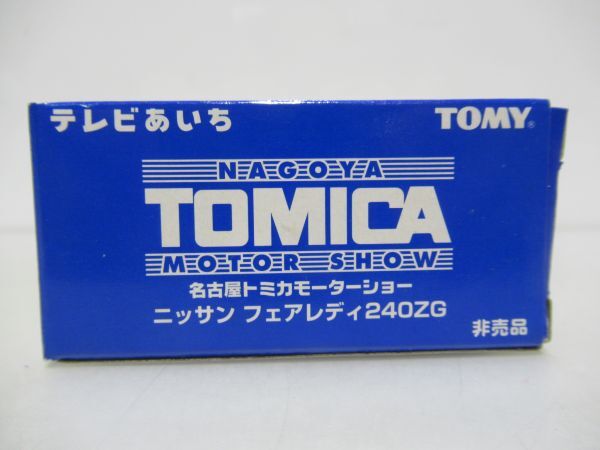 テレビあいち TOMY®
NAGOYA
TOMICA
MOTOR SHOW
名古屋トミカモーターショー
ニッサン フェアレディ240ZG
非売品